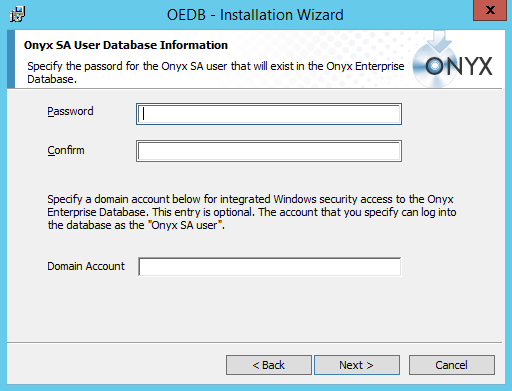 OEDB - Installation Wizard
x
Onyx SA User Database Information
Specify the passord for the Onyx SA user that will exist in the Onyx Enterprise
Database.
ONYX
Password
Confirm
Specify a domain account below for integrated Windows security access to the Onyx
Enterprise Database. This entry is optional. The account that you specify can log into
the database as the "Onyx SA user".
Domain Account
< Back
Next >
Cancel